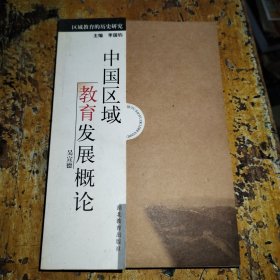 区域教育的历史研究
主编 李国钧
中国区域
教育发展概论
吴宣德
湖北教育出版社